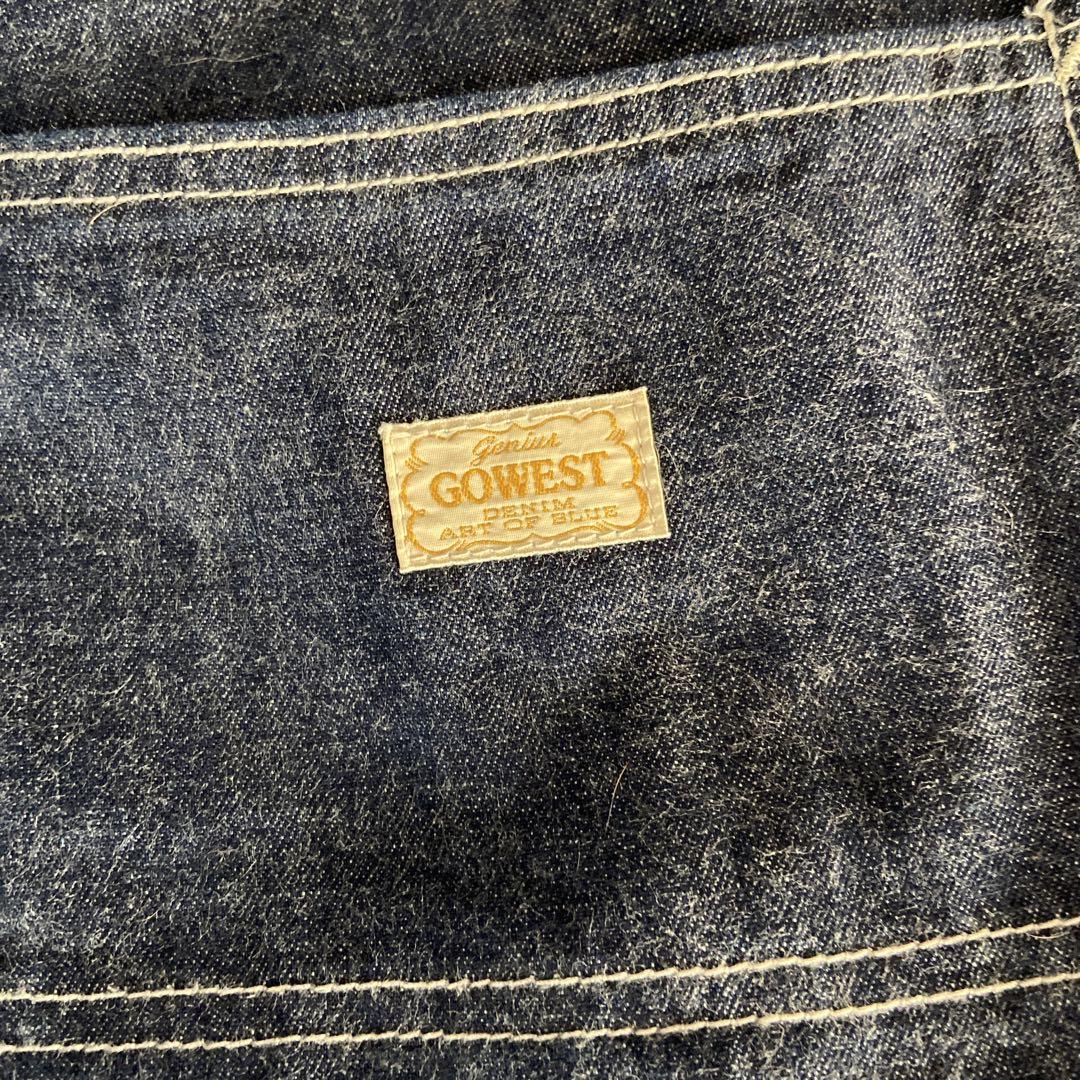 Genius
GOWEST
DENIM
ART OF BLUE